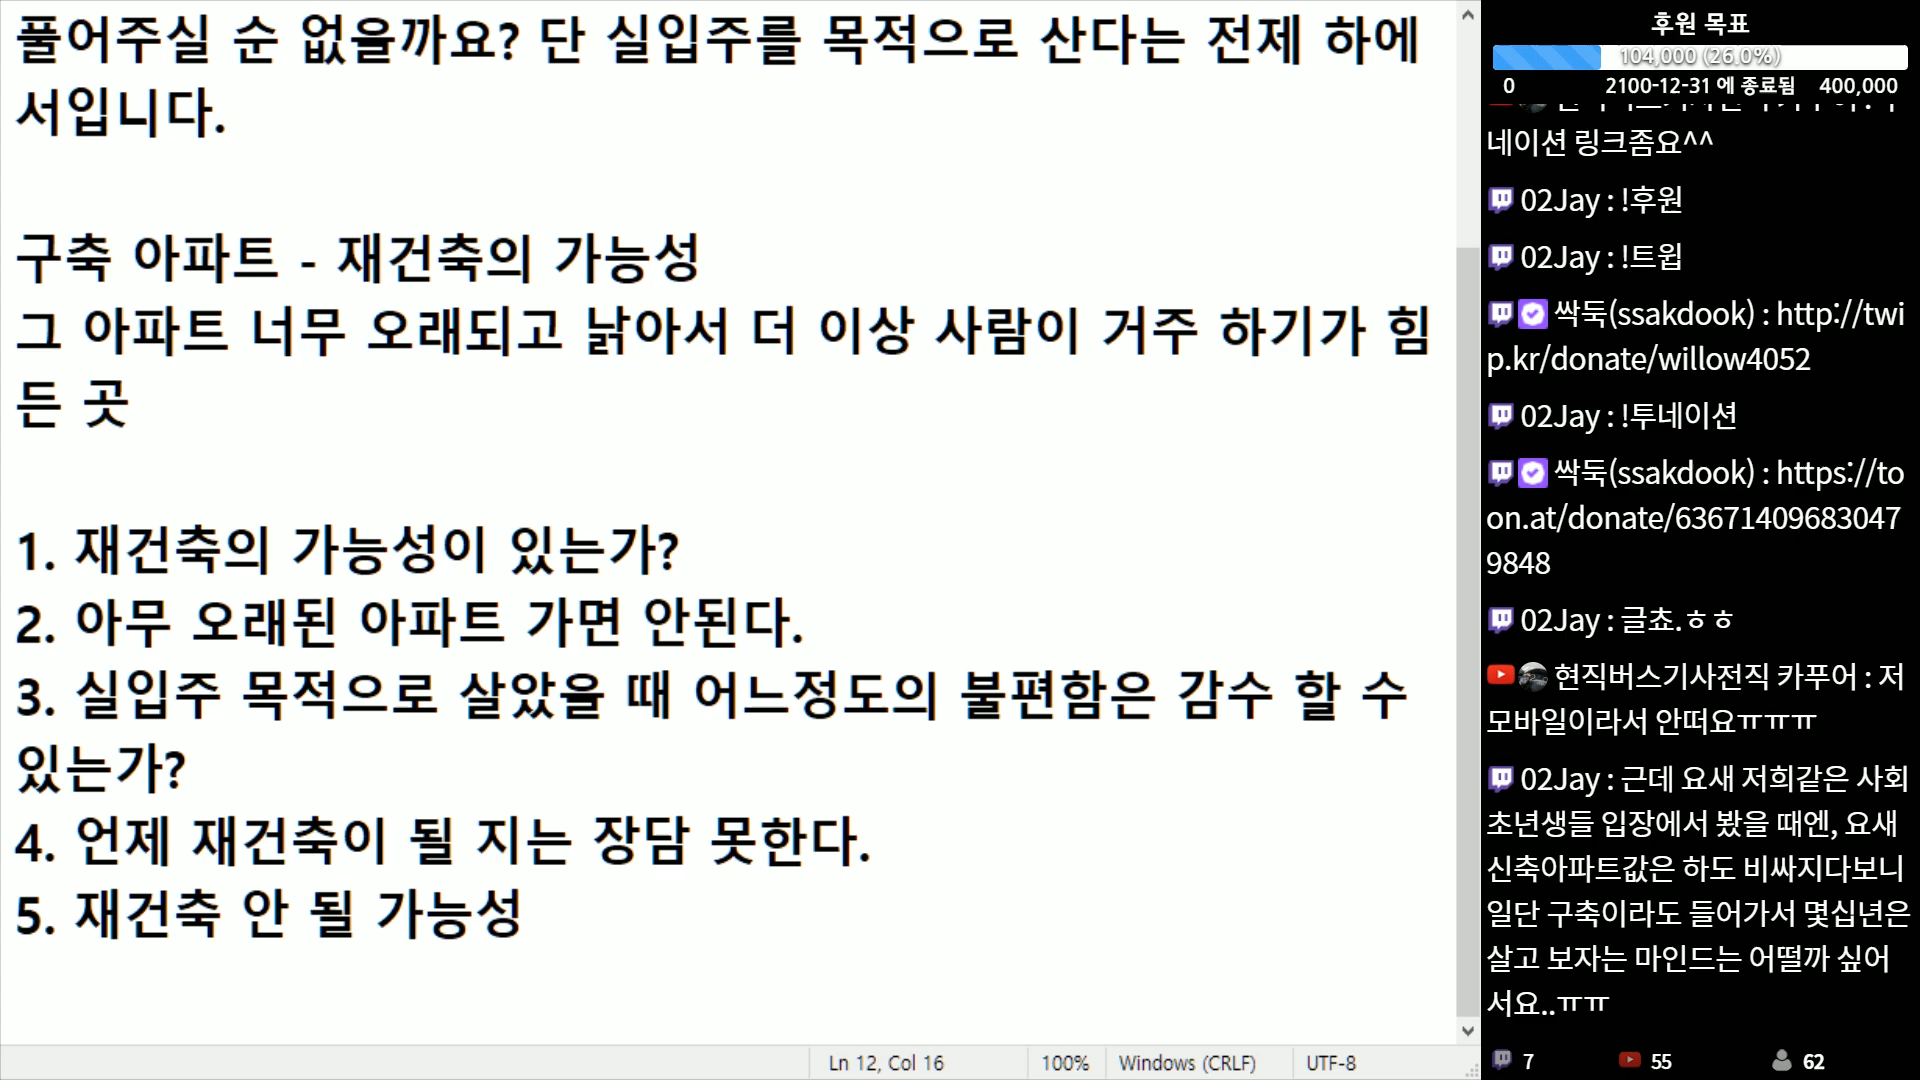 풀어주실 순 없을까요? 단 실입주를 목적으로 산다는 전제 하에
서입니다.
구축 아파트 - 재건축의 가능성
그 아파트 너무 오래되고 낡아서 더 이상 사람이 거주 하기가 힘
든 곳
1. 재건축의 가능성이 있는가?
2. 아무 오래된 아파트 가면 안된다.
3. 실입주 목적으로 살았을 때 어느정도의 불편함은 감수 할 수
있는가?
4. 언제 재건축이 될 지는 장담 못한다.
5. 재건축 안 될 가능성
Ln 12, Col 16
100%
Windows (CRLF)
UTF-8
후원 목표
104,000 (26.0%)
0 2100-12-31 에 종료됨 400,000
네이션 링크좀요^^
02Jay : !후원
02Jay : !트윕
싹둑(ssakdook) : http://twi
p.kr/donate/willow4052
02Jay : !투네이션
싹둑(ssakdook) : https://to
on.at/donate/63671409683047
9848
02Jay : 글쵸.ㅎㅎ
현직버스기사전직 카푸어 : 저
모바일이라서 안떠요ㅠㅠㅠ
02Jay : 근데 요새 저희같은 사회
초년생들 입장에서 봤을 때엔, 요새
신축아파트값은 하도 비싸지다보니
일단 구축이라도 들어가서 몇십년은
살고 보자는 마인드는 어떨까 싶어
서요..ㅠㅠ
7 55 62